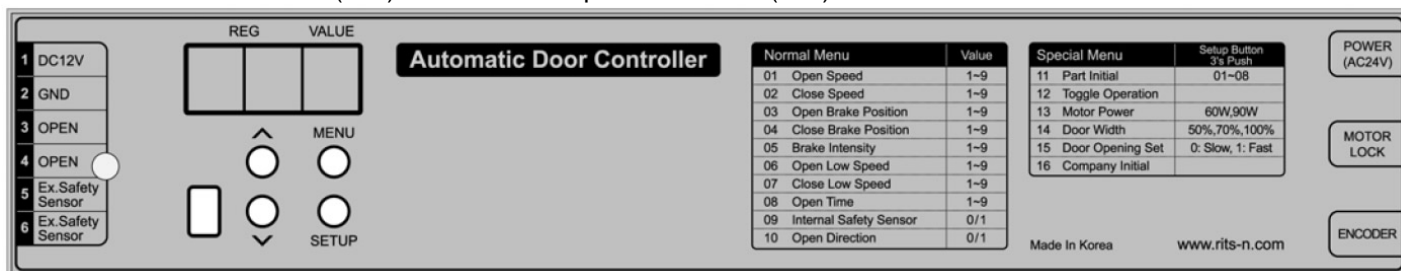 1 DC12V
2 GND
3 OPEN
4 OPEN
5 Ex.Safety
Sensor
6 Ex.Safety
Sensor
REG VALUE
MENU
SETUP
Automatic Door Controller
Normal Menu Value
01 Open Speed 1~9
02 Close Speed 1~9
03 Open Brake Position 1~9
04 Close Brake Position 1~9
05 Brake Intensity 1~9
06 Open Low Speed 1~9
07 Close Low Speed 1~9
08 Open Time 1~9
09 Internal Safety Sensor 0/1
10 Open Direction 0/1
Special Menu Setup Button
3's Push
11 Part Initial 01~08
12 Toggle Operation
13 Motor Power 60W,90W
14 Door Width 50%,70%,100%
15 Door Opening Set 0: Slow, 1: Fast
16 Company Initial
Made In Korea www.rits-n.com
POWER
(AC24V)
MOTOR
LOCK
ENCODER